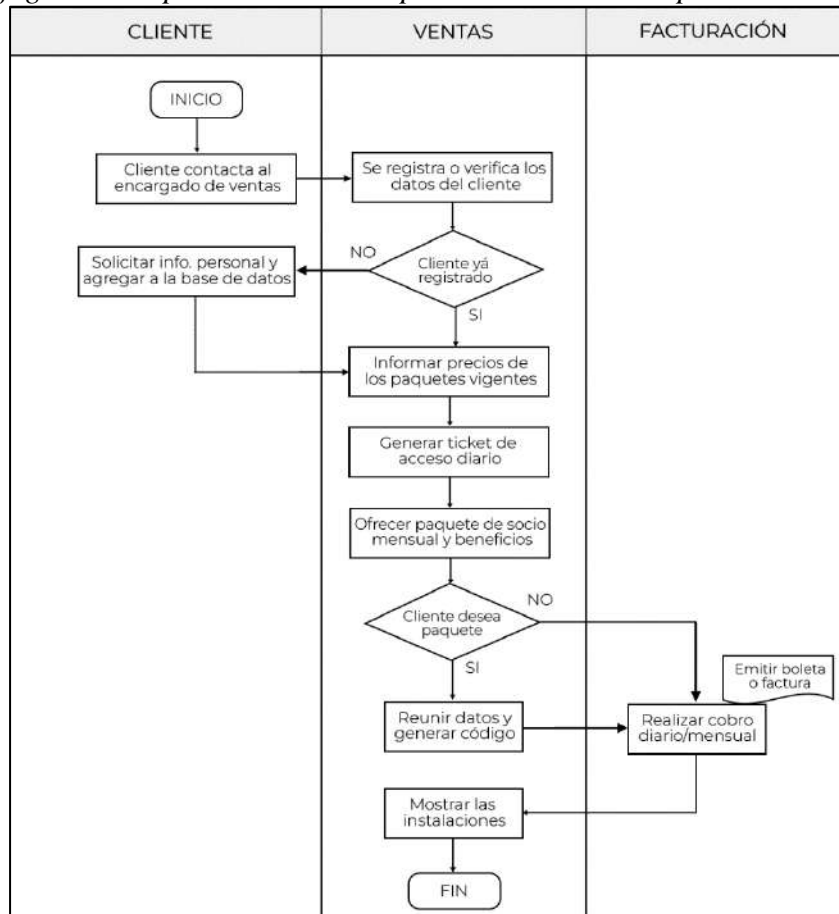 CLIENTE
VENTAS
FACTURACIÓN
INICIO
Cliente contacta al
encargado de ventas
Se registra o verifica los
datos del cliente
NO
Cliente yá
registrado
Solicitar info. personal y
agregar a la base de datos
SI
Informar precios de
los paquetes vigentes
Generar ticket de
acceso diario
Ofrecer paquete de socio
mensual y beneficios
NO
Cliente desea
paquete
SI
Emitir boleta
o factura
Reunir datos y
generar código
Realizar cobro
diario/mensual
Mostrar las
instalaciones
FIN